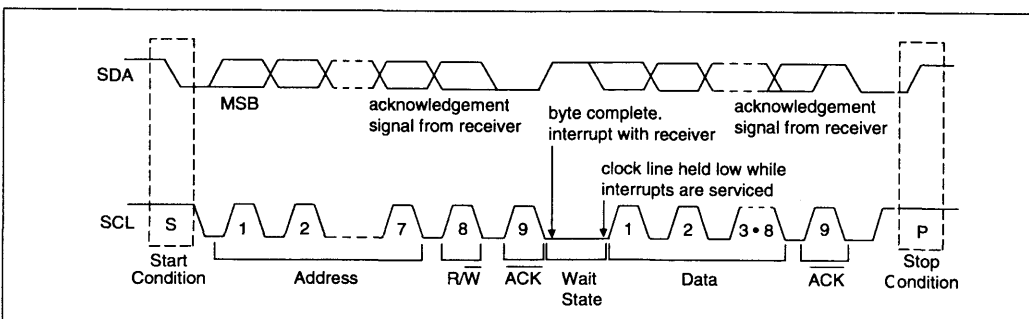 SDA
MSB
acknowledgement
signal from receiver
byte complete.
interrupt with receiver
acknowledgement
signal from receiver
clock line held low while
interrupts are serviced
SCL
S
1
2
7
8
9
1
2
3 • 8
9
P
Start
Condition
Address
R/W̅
A̅C̅K̅
Wait
State
Data
A̅C̅K̅
Stop
Condition